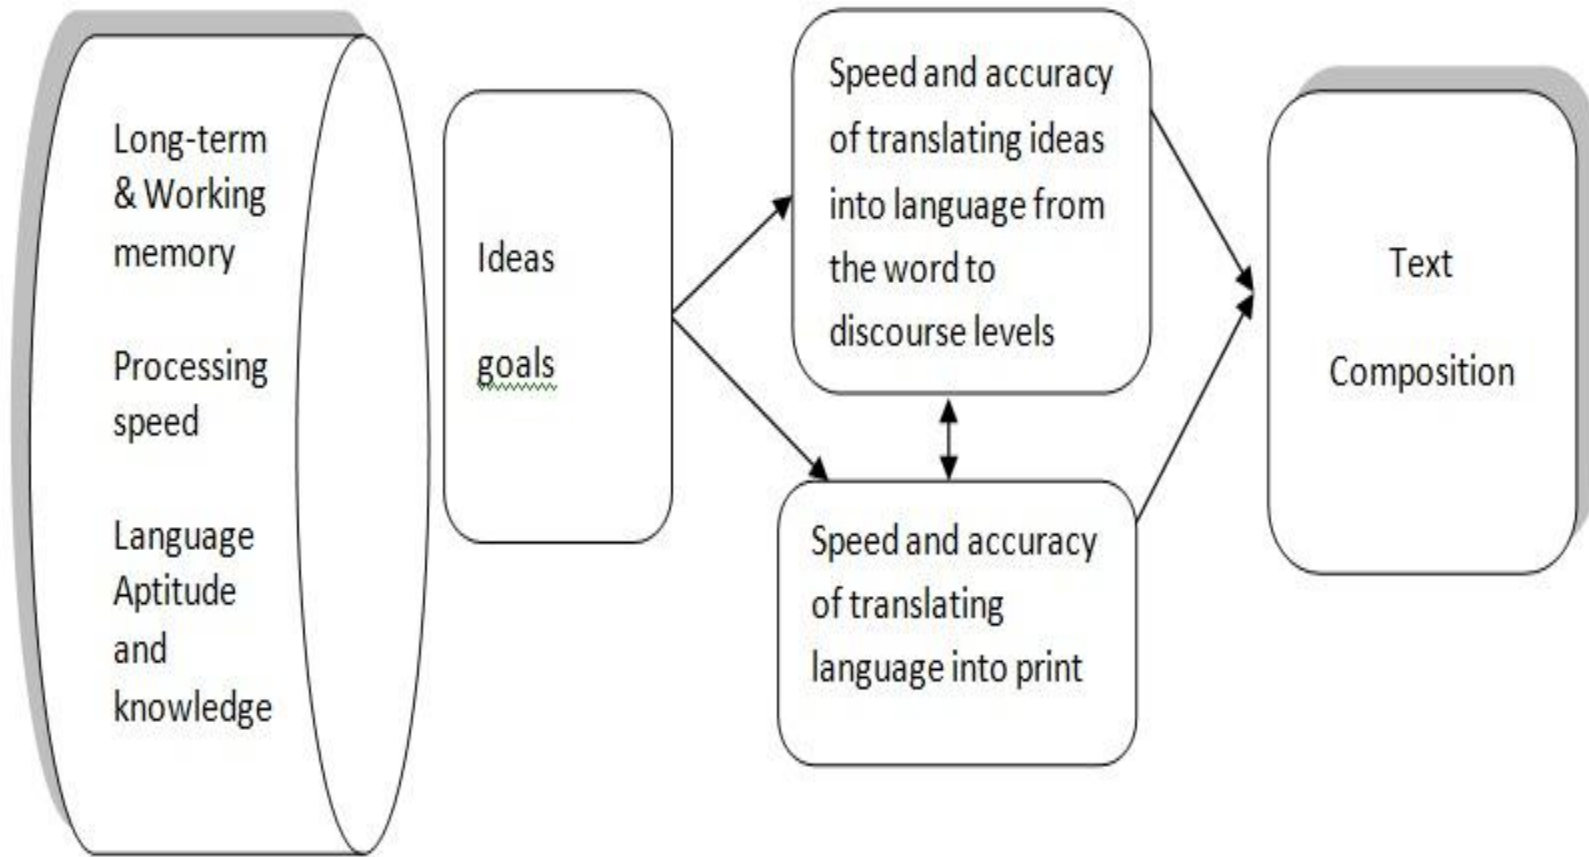 Long-term
& Working
memory
Processing
speed
Language
Aptitude
and
knowledge
Ideas
goals
Speed and accuracy
of translating ideas
into language from
the word to
discourse levels
Speed and accuracy
of translating
language into print
Text
Composition